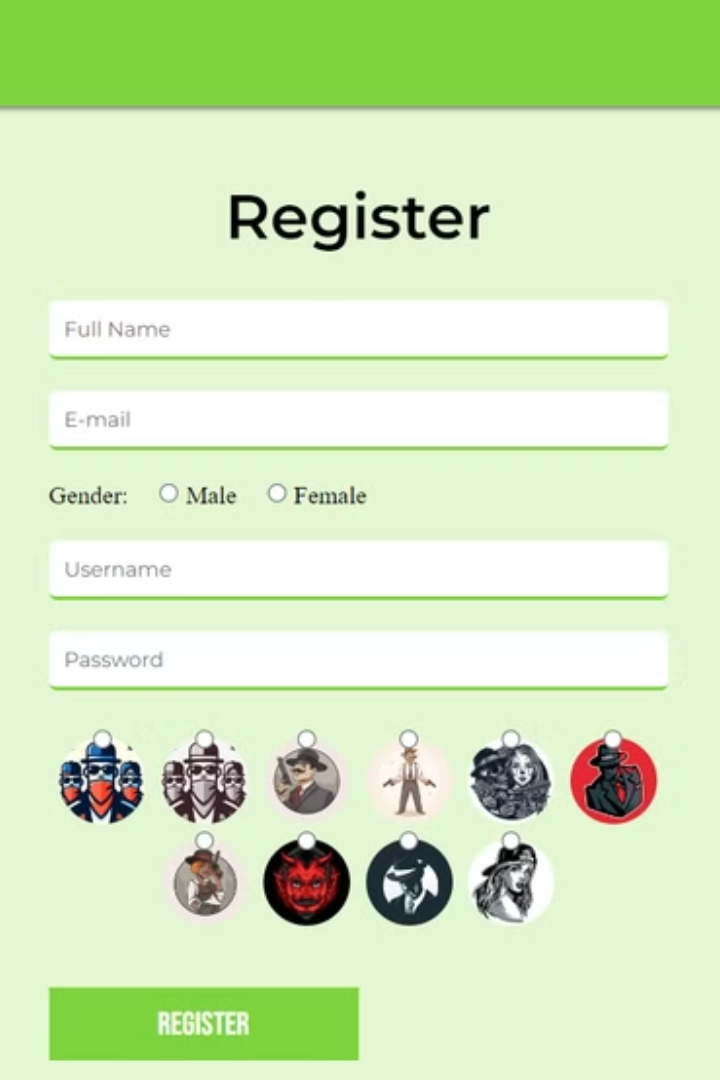 Register
Full Name
E-mail
Gender: Male Female
Username
Password
REGISTER